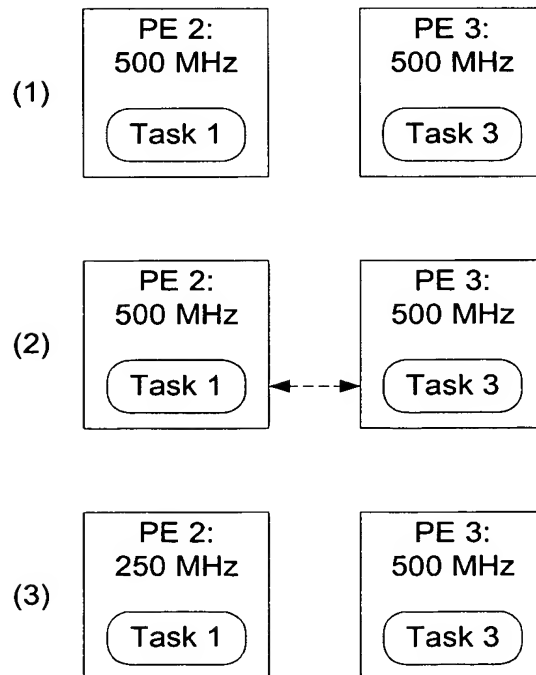 (1)
PE 2:
500 MHz
Task 1
PE 3:
500 MHz
Task 3
(2)
PE 2:
500 MHz
Task 1
PE 3:
500 MHz
Task 3
(3)
PE 2:
250 MHz
Task 1
PE 3:
500 MHz
Task 3